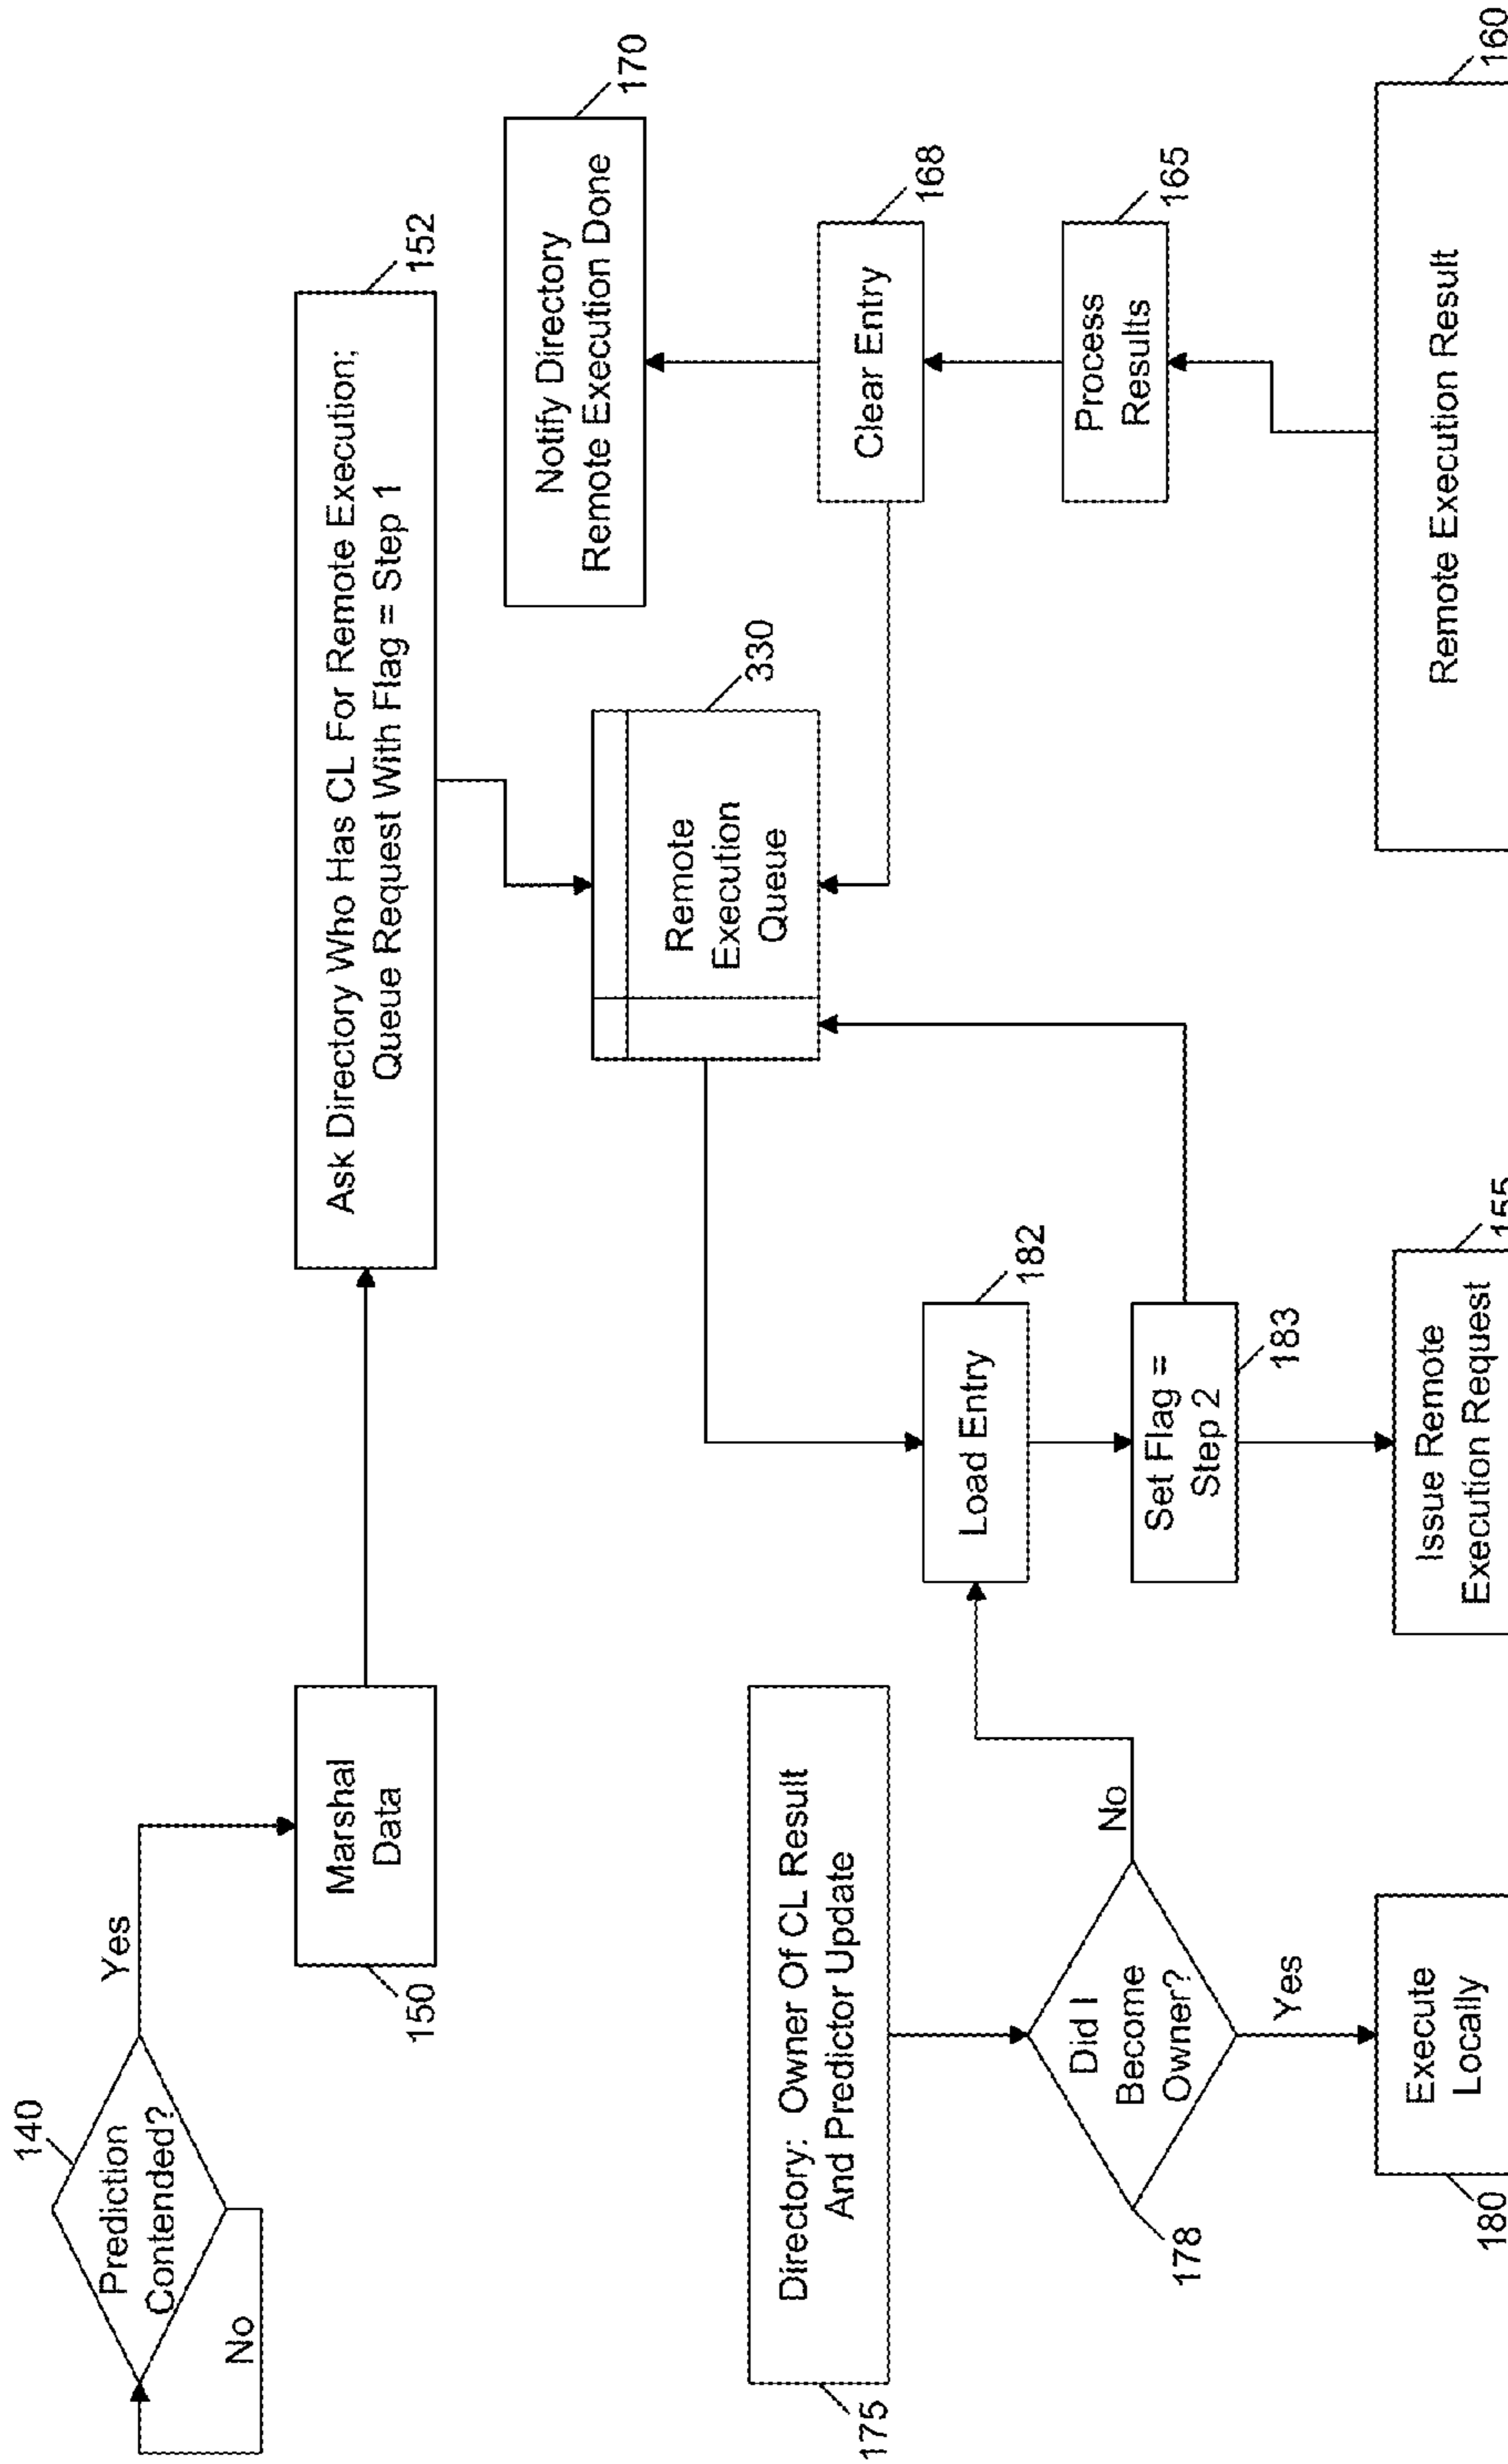 140
Prediction
Contended?
Yes
No
Marshal
Data
150
Ask Directory Who Has CL For Remote Execution;
Queue Request With Flag = Step 1
152
Remote
Execution
Queue
330
Notify Directory
Remote Execution Done
170
Clear Entry
168
Process
Results
165
Remote Execution Result
160
Directory: Owner Of CL Result
And Predictor Update
175
Did I
Become
Owner?
178
No
Yes
Execute
Locally
180
Load Entry
182
Set Flag =
Step 2
183
Issue Remote
Execution Request
155